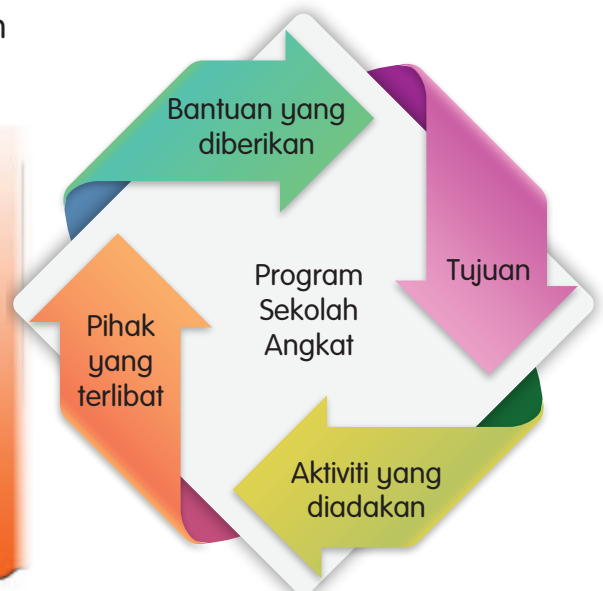 Bantuan yang
diberikan
Tujuan
Program
Sekolah
Angkat
Pihak
yang
terlibat
Aktiviti yang
diadakan